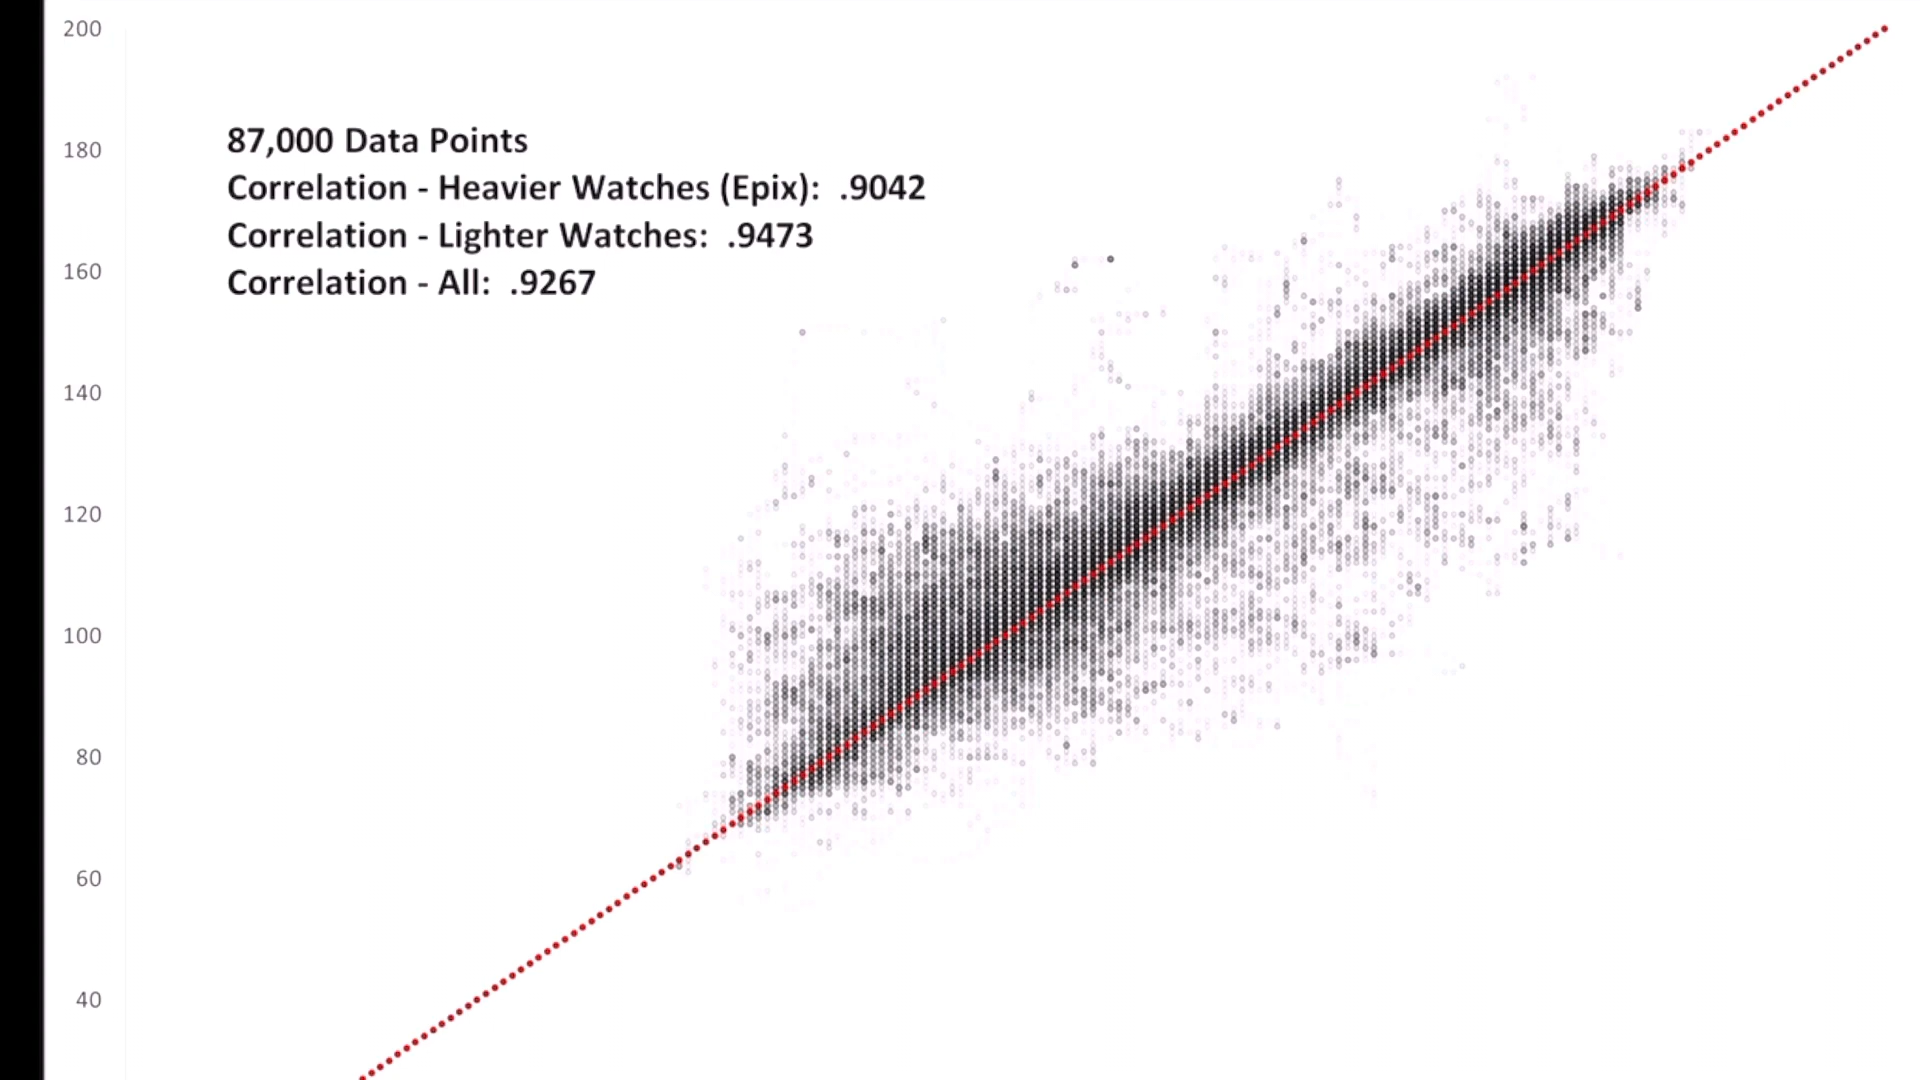 200
87,000 Data Points
180
Correlation - Heavier Watches (Epix): .9042
Correlation - Lighter Watches: .9473
160
Correlation - All: .9267
140
120
100
80
60
40